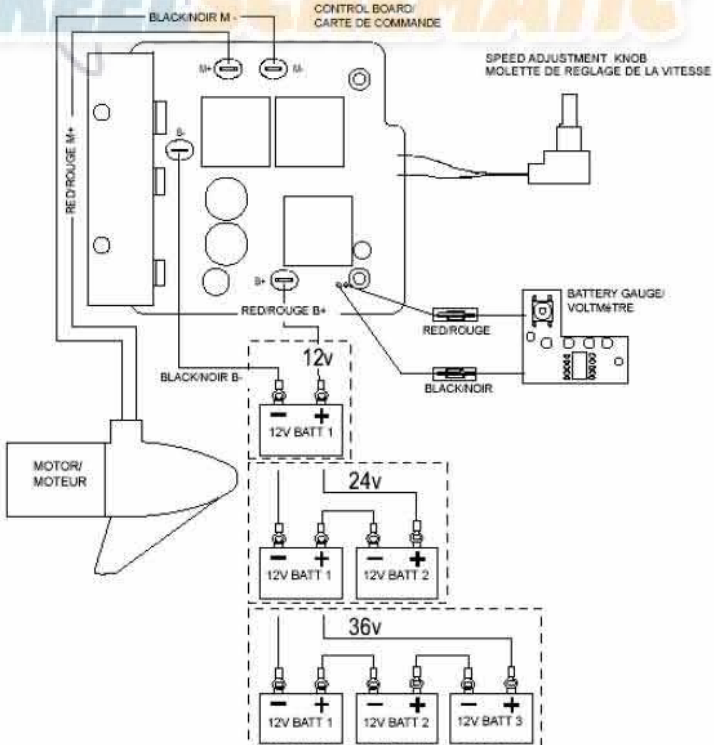 FREESCHEMATIC
BLACK/NOIR M -
CONTROL BOARD/
CARTE DE COMMANDE
SPEED ADJUSTMENT KNOB
MOLETTE DE REGLAGE DE LA VITESSE
M+
M-
B-
RED/ROUGE M+
B+
RED/ROUGE B+
BATTERY GAUGE/
VOLTMèTRE
RED/ROUGE
BLACK/NOIR
BLACK/NOIR B-
12v
- +
12V BATT 1
MOTOR/
MOTEUR
24v
- + - +
12V BATT 1 12V BATT 2
36v
- + - + - +
12V BATT 1 12V BATT 2 12V BATT 3